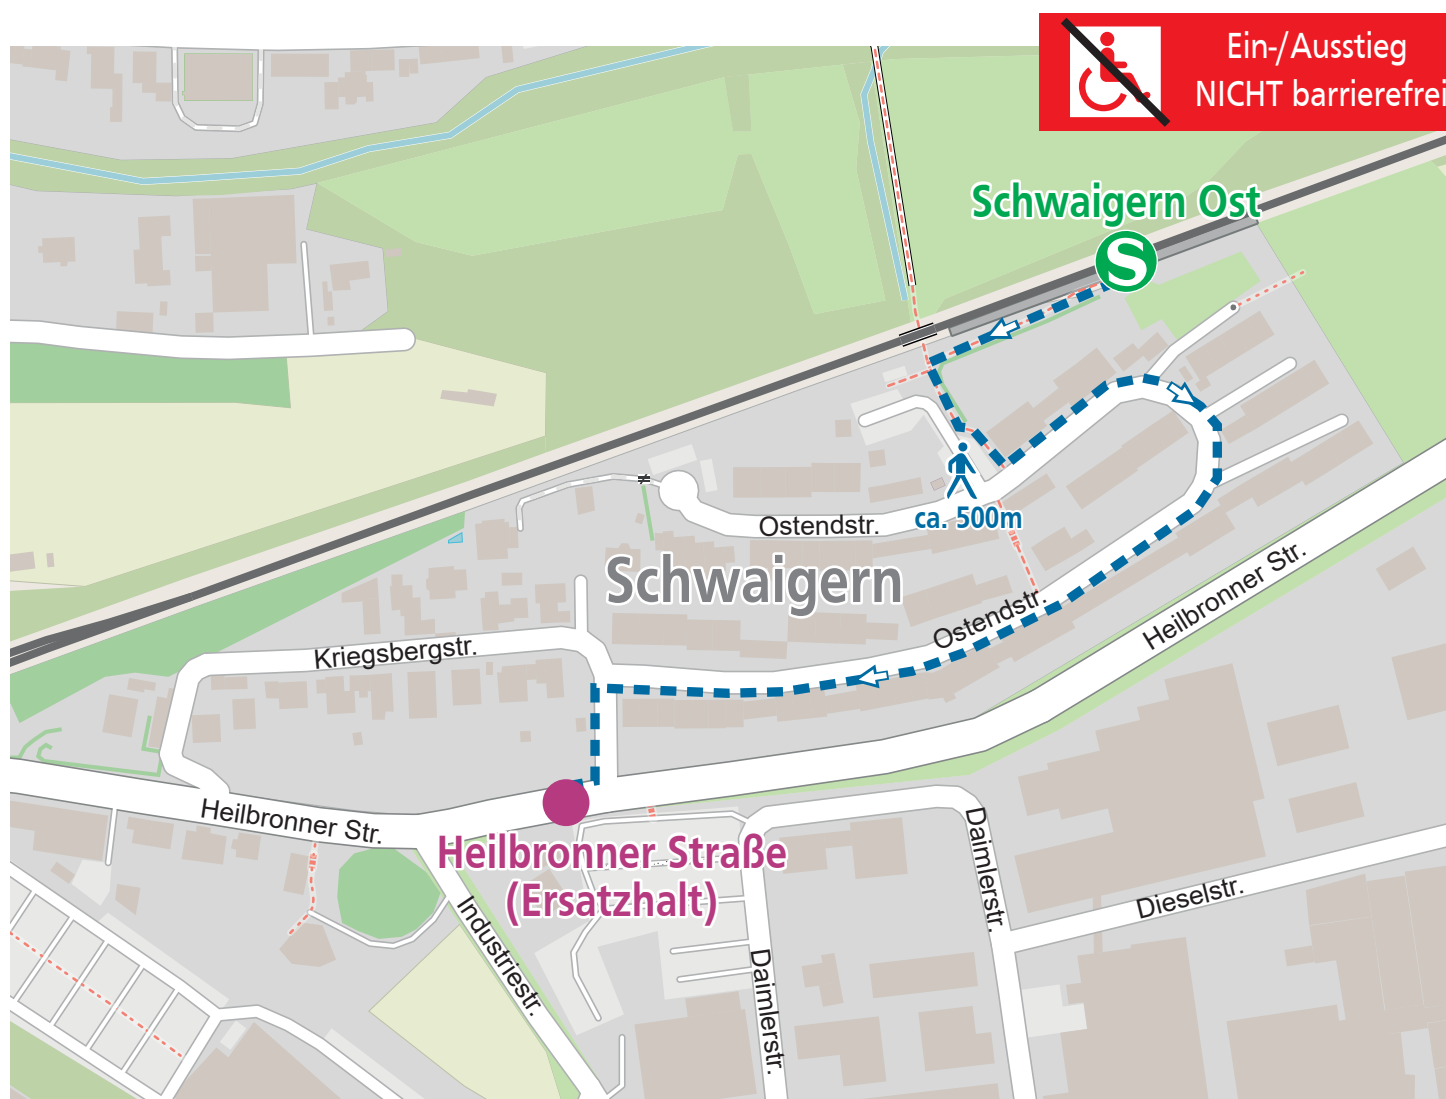 Ein-/Ausstieg
NICHT barrierefrei
Schwaigern Ost
S
Ostendstr.
ca. 500m
Schwaigern
Heilbronner Str.
Ostendstr.
Kriegsbergstr.
Heilbronner Str.
Heilbronner Straße
(Ersatzhalt)
Daimlerstr.
Dieselstr.
Industriestr.
Daimlerstr.